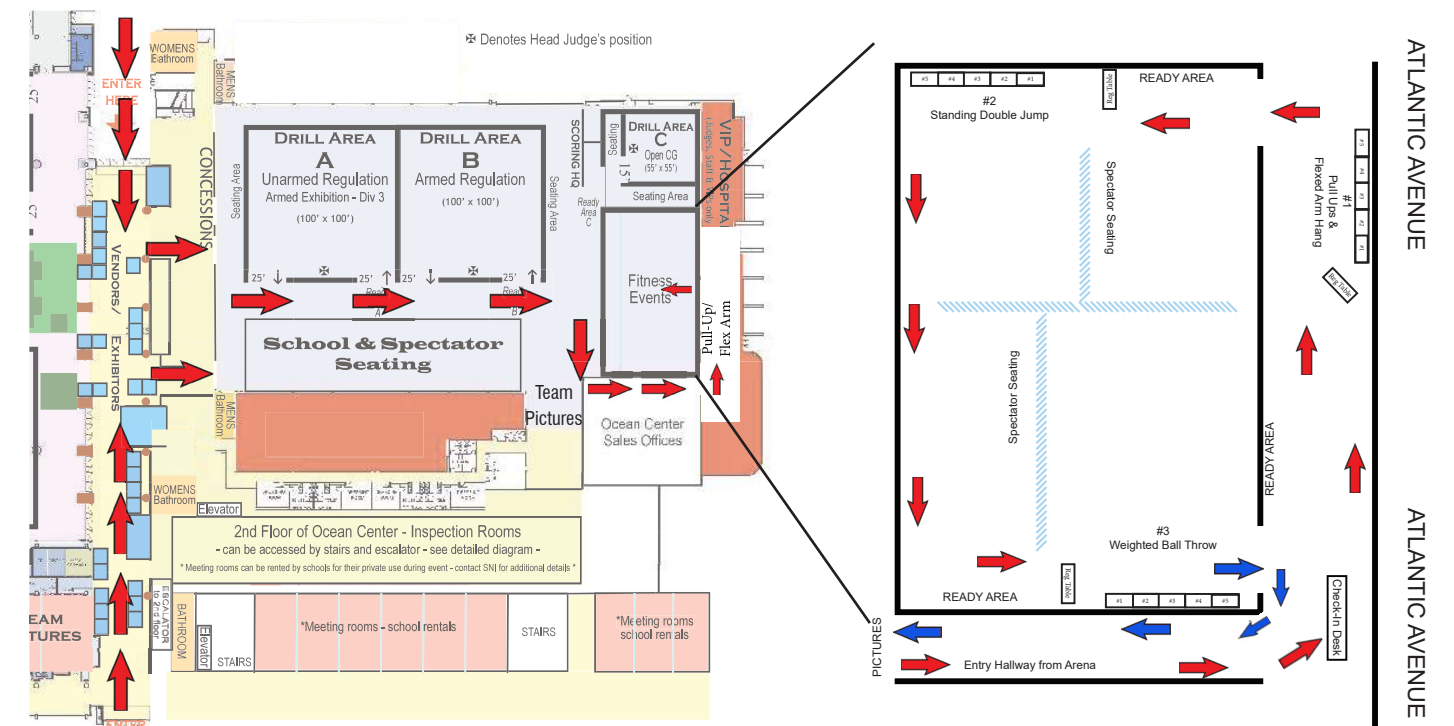 ✠ Denotes Head Judge's position
WOMENS
Bathroom
MENS
Bathroom
ENTER
HERE
CONCESSIONS
VENDORS/
EXHIBITORS
Seating Area
DRILL AREA
A
Unarmed Regulation
Armed Exhibition - Div 3
(100' x 100')
25'
25'
DRILL AREA
B
Armed Regulation
(100' x 100')
25'
25'
A
B
Seating Area
SCORING HQ
Ready
Area
C
Seating
15'
DRILL AREA
C
Open CG
(55' x 55')
Seating Area
VIP/HOSPITA
Fitness
Events
Pull-Up/
Flex Arm
School & Spectator
Seating
Team
Pictures
Ocean Center
Sales Offices
MENS
Bathroom
WOMENS
Bathroom
Elevator
2nd Floor of Ocean Center - Inspection Rooms
- can be accessed by stairs and escalator - see detailed diagram -
* Meeting rooms can be rented by schools for their private use during event - contact SNI for additional details *
ESCALATOR
to 2nd floor
BATHROOM
Elevator
STAIRS
*Meeting rooms - school rentals
STAIRS
*Meeting rooms
school rentals
EAM
TURES
ENTER
#5 #4 #3 #2 #1
#2
Standing Double Jump
Reg Table
READY AREA
Spectator Seating
Spectator Seating
#5 #4 #3 #2 #1
#1
Pull Ups &
Flexed Arm Hang
Reg Table
READY AREA
#3
Weighted Ball Throw
Reg Table
READY AREA
#1 #2 #3 #4 #5
Check-In Desk
PICTURES
Entry Hallway from Arena
ATLANTIC AVENUE
ATLANTIC AVENUE